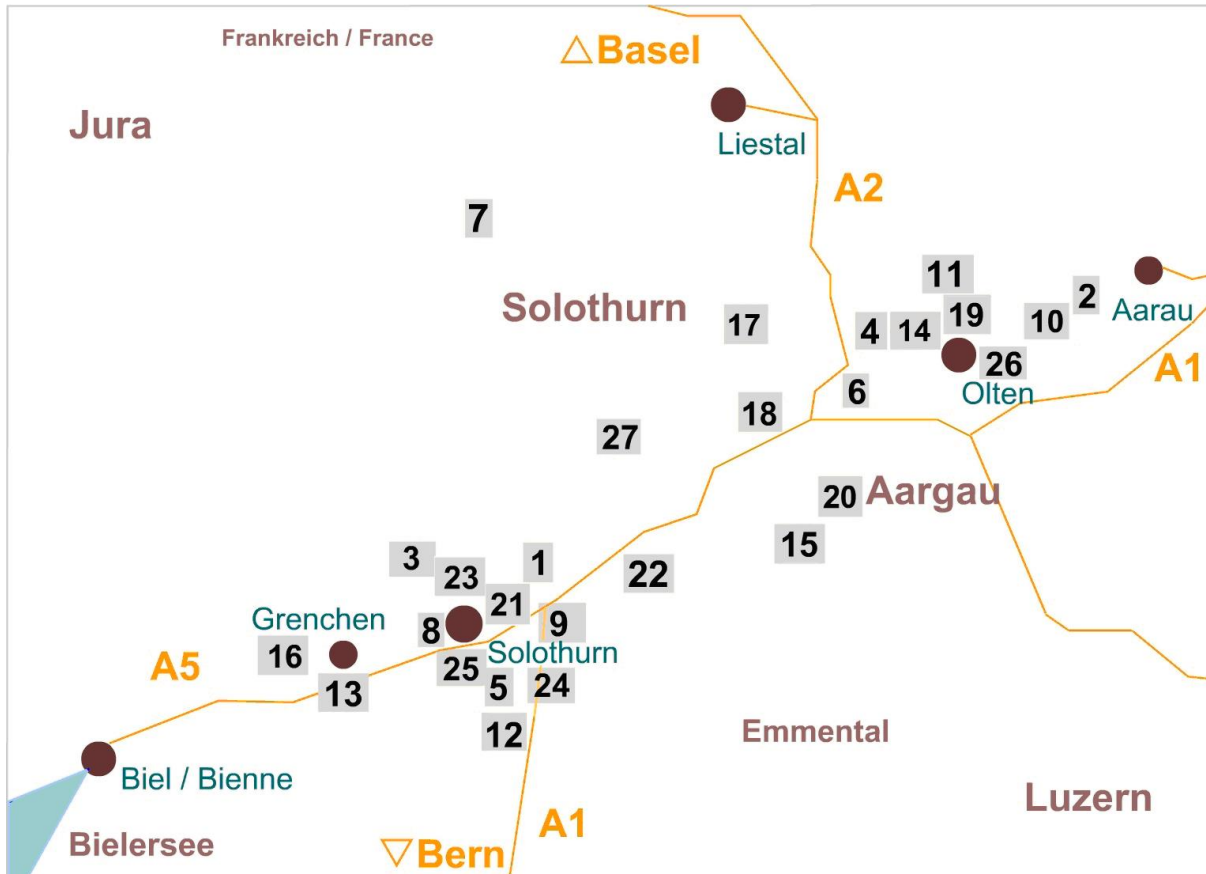 Frankreich / France
△Basel
Jura
Liestal
A2
7
11
2
Solothurn
17
4
14
19
10
Aarau
26
A1
6
Olten
18
27
20
Aargau
15
3
23
1
22
21
Grenchen
8
9
16
Solothurn
A5
25
5
24
13
12
Emmental
Biel / Bienne
Luzern
A1
Bielersee
▽Bern